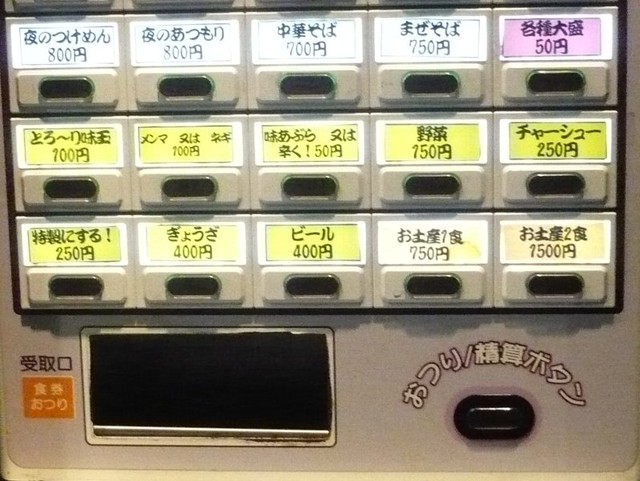 夜のつけめん
800円
夜のあつもり
800円
中華そば
700円
まぜそば
750円
各種大盛
50円
とろ〜り味玉
100円
メンマ 又は ネギ
100円
味あぶら 又は
辛く！50円
野菜
150円
チャーシュー
250円
特製にする！
250円
ぎょうざ
400円
ビール
400円
お土産1食
750円
お土産2食
1500円
受取口
食券
おつり
おつり/精算ボタン